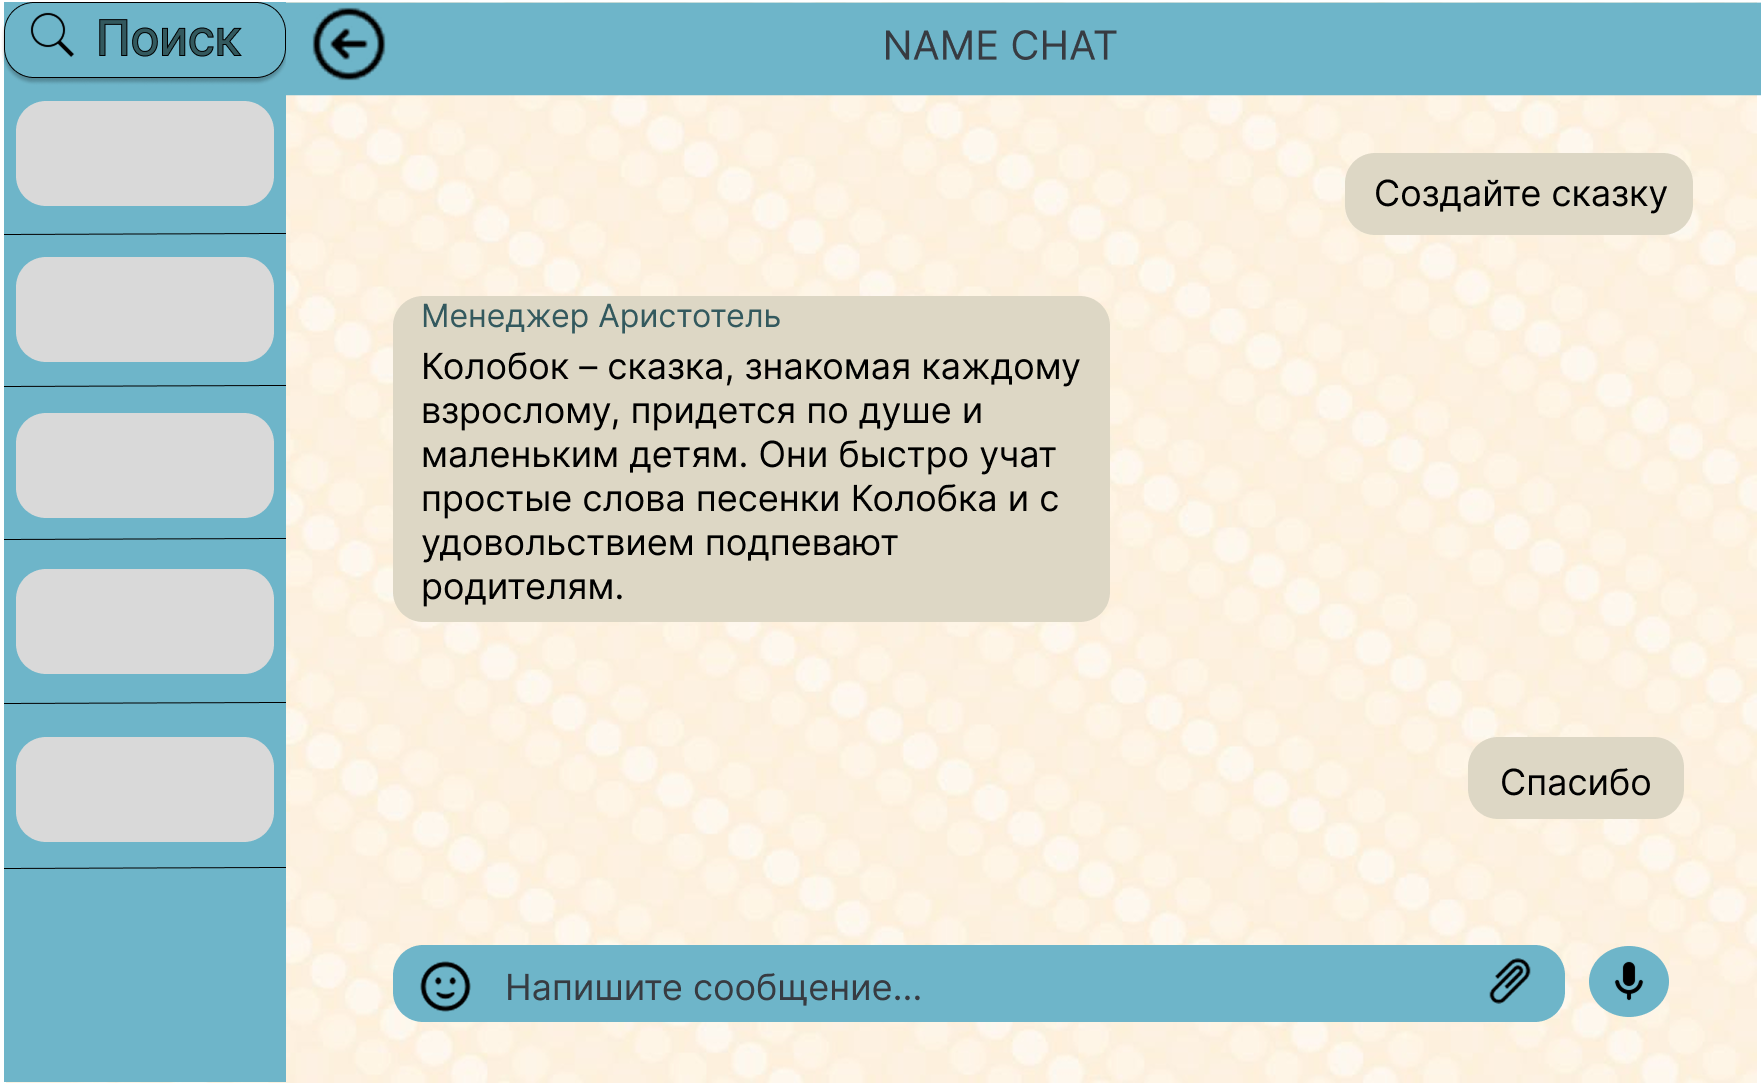 Поиск
NAME CHAT
Создайте сказку
Менеджер Аристотель
Колобок – сказка, знакомая каждому
взрослому, придется по душе и
маленьким детям. Они быстро учат
простые слова песенки Колобка и с
удовольствием подпевают
родителям.
Спасибо
Напишите сообщение...